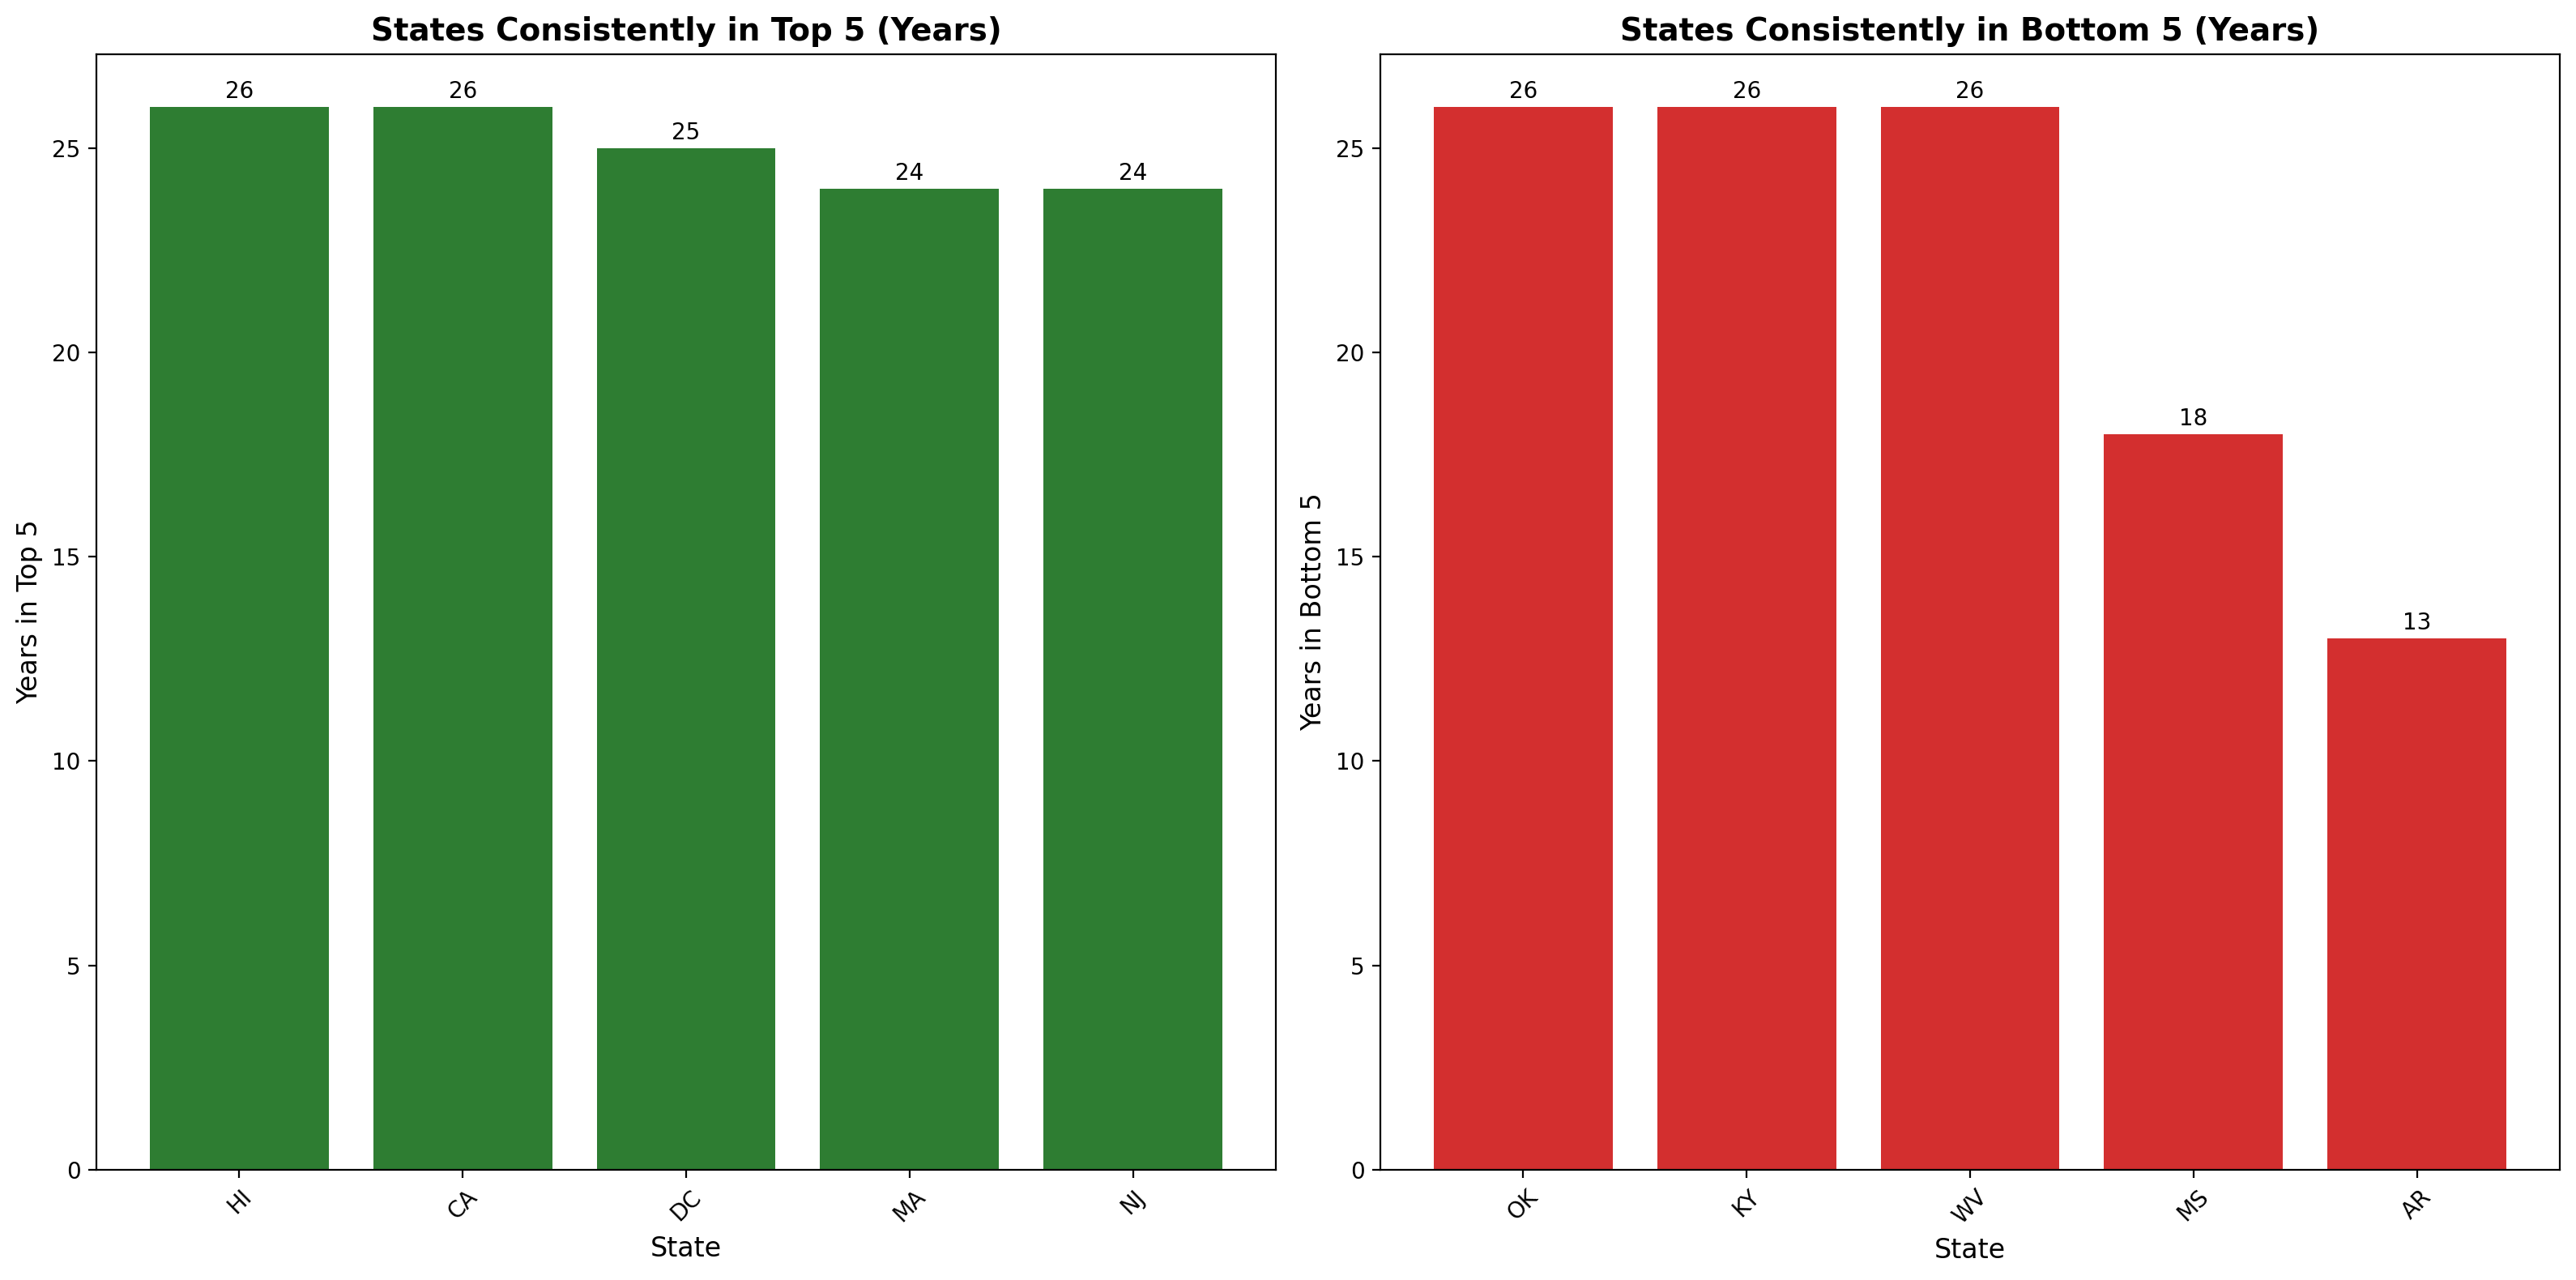 States Consistently in Top 5 (Years)
Years in Top 5
25
20
15
10
5
0
26
26
25
24
24
HI
CA
DC
MA
NJ
State
States Consistently in Bottom 5 (Years)
Years in Bottom 5
25
20
15
10
5
0
26
26
26
18
13
OK
KY
WV
MS
AR
State